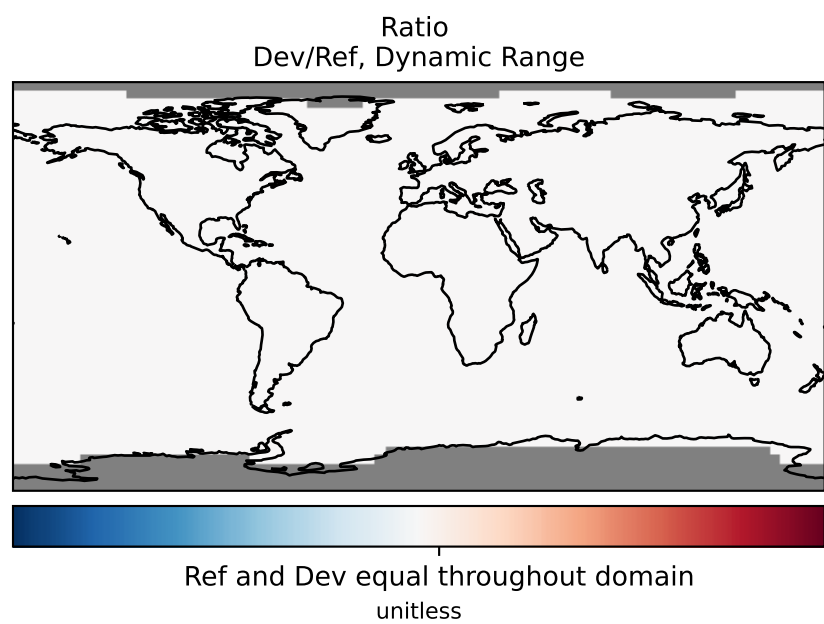 Ratio
Dev/Ref, Dynamic Range
Ref and Dev equal throughout domain
unitless